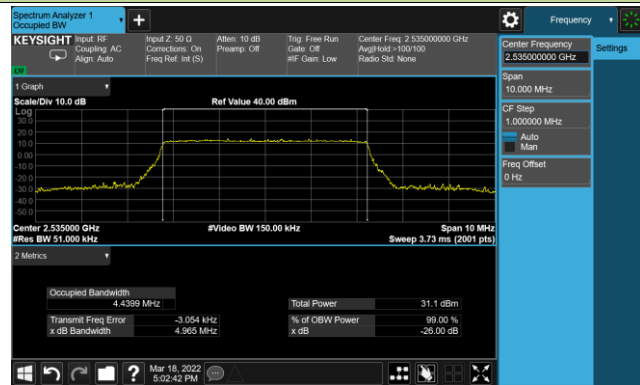 Spectrum Analyzer 1
Occupied BW
Frequency
KEYSIGHT
Input: RF
Coupling: AC
Align: Auto
Input Z: 50 Ω
Corrections: On
Freq Ref: Int (S)
Atten: 10 dB
Preamp: Off
Trig: Free Run
Gate: Off
#IF Gain: Low
Center Freq: 2.535000000 GHz
Avg|Hold:>100/100
Radio Std: None
LW
Center Frequency
2.535000000 GHz
Settings
Span
10.000 MHz
CF Step
1.000000 MHz
Auto
Man
Freq Offset
0 Hz
1 Graph
Scale/Div 10.0 dB
Ref Value 40.00 dBm
Log
30.0
20.0
10.0
0.00
-10.0
-20.0
-30.0
-40.0
-50.0
Center 2.535000 GHz
#Video BW 150.00 kHz
Span 10 MHz
#Res BW 51.000 kHz
Sweep 3.73 ms (2001 pts)
2 Metrics
Occupied Bandwidth
4.4399 MHz
Total Power 31.1 dBm
Transmit Freq Error -3.054 kHz
% of OBW Power 99.00 %
x dB Bandwidth 4.965 MHz
x dB -26.00 dB
?
Mar 18, 2022
5:02:42 PM